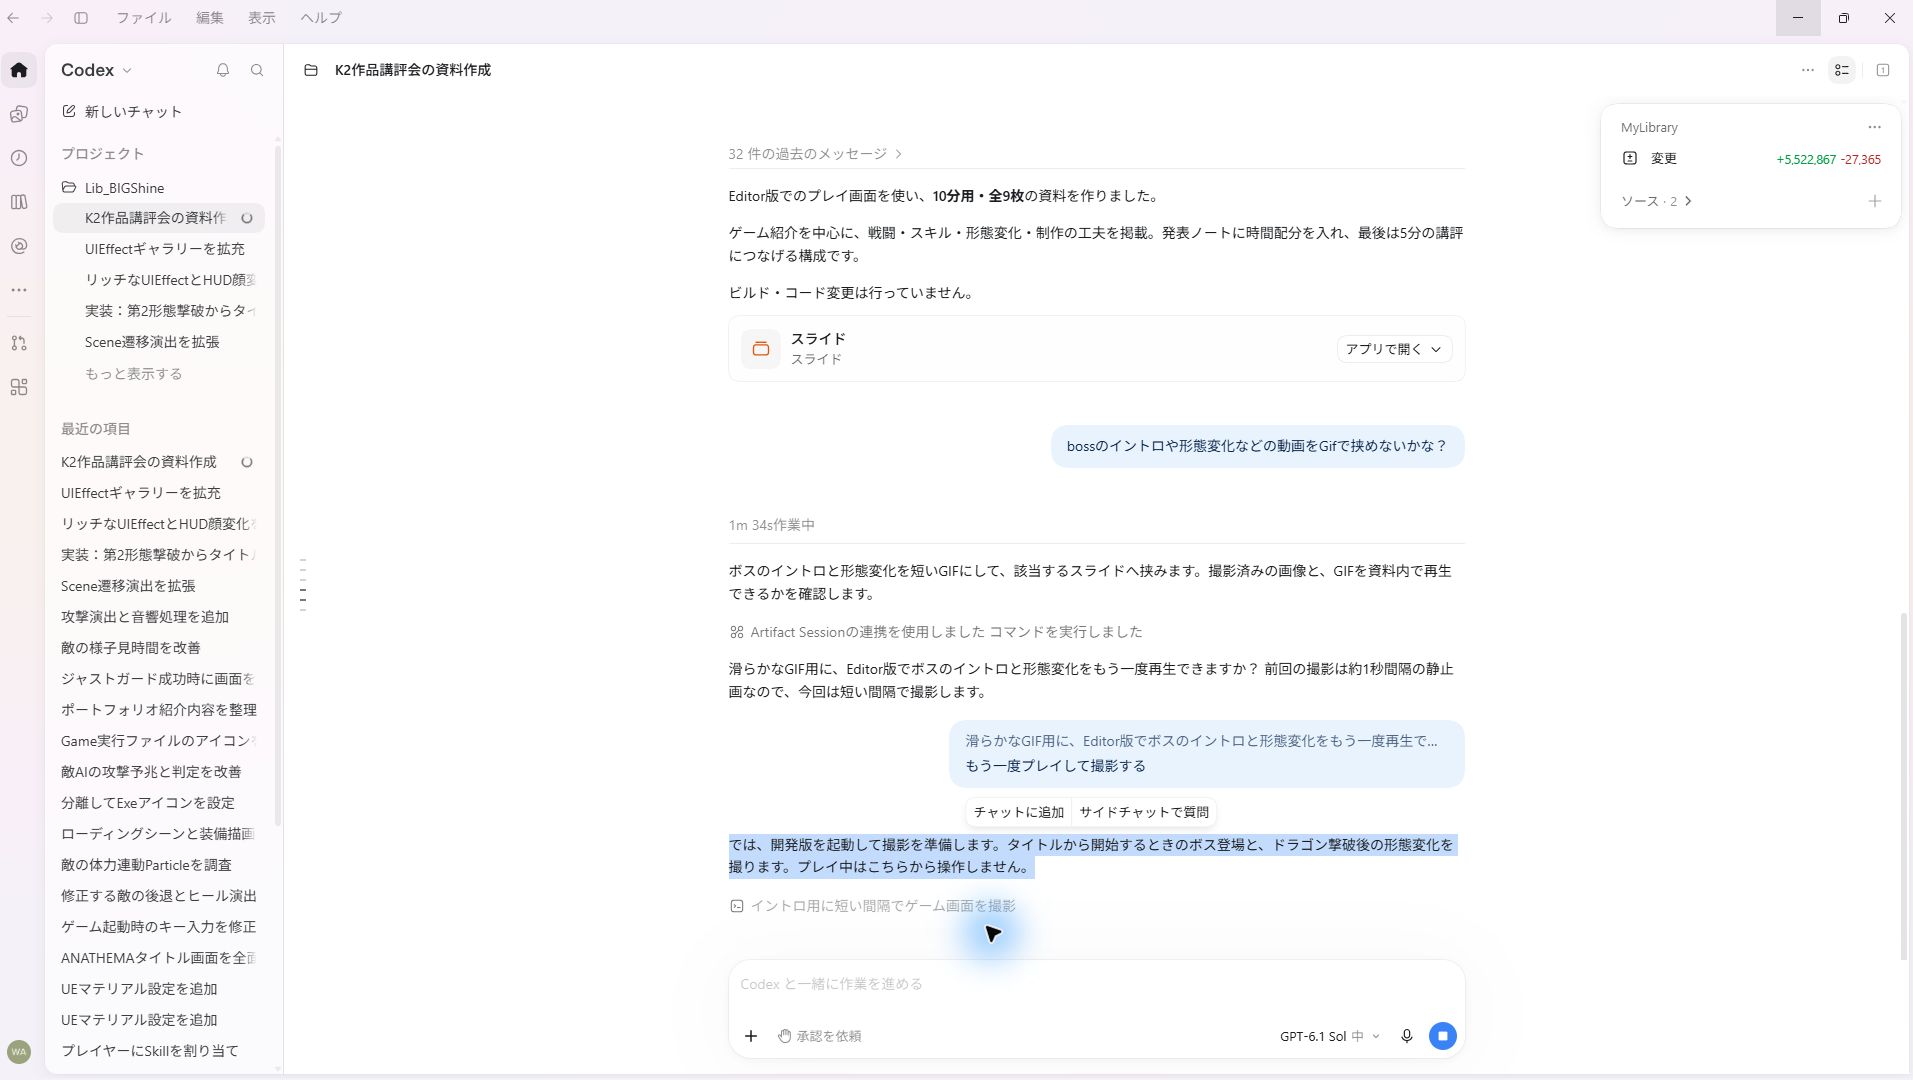 ファイル 編集 表示 ヘルプ
Codex
新しいチャット
プロジェクト
Lib_BIGShine
K2作品講評会の資料作
UIEffectギャラリーを拡充
リッチなUIEffectとHUD顔変
実装：第2形態撃破からタイ
Scene遷移演出を拡張
もっと表示する
最近の項目
K2作品講評会の資料作成
UIEffectギャラリーを拡充
リッチなUIEffectとHUD顔変化を
実装：第2形態撃破からタイトル
Scene遷移演出を拡張
攻撃演出と音響処理を追加
敵の様子見時間を改善
ジャストガード成功時に画面を
ポートフォリオ紹介内容を整理
Game実行ファイルのアイコンを
敵AIの攻撃予兆と判定を改善
分離してExeアイコンを設定
ローディングシーンと装備描画
敵の体力連動Particleを調査
修正する敵の後退とヒール演出
ゲーム起動時のキー入力を修正
ANATHEMAタイトル画面を全面
UEマテリアル設定を追加
UEマテリアル設定を追加
プレイヤーにSkillを割り当て
WA
K2作品講評会の資料作成
32 件の過去のメッセージ
Editor版でのプレイ画面を使い、10分用・全9枚の資料を作りました。
ゲーム紹介を中心に、戦闘・スキル・形態変化・制作の工夫を掲載。発表ノートに時間配分を入れ、最後は5分の講評
につなげる構成です。
ビルド・コード変更は行っていません。
スライド
スライド
アプリで開く
bossのイントロや形態変化などの動画をGifで挟めないかな？
1m 34s作業中
ボスのイントロと形態変化を短いGIFにして、該当するスライドへ挟みます。撮影済みの画像と、GIFを資料内で再生
できるかを確認します。
Artifact Sessionの連携を使用しました コマンドを実行しました
滑らかなGIF用に、Editor版でボスのイントロと形態変化をもう一度再生できますか？ 前回の撮影は約1秒間隔の静止
画なので、今回は短い間隔で撮影します。
滑らかなGIF用に、Editor版でボスのイントロと形態変化をもう一度再生で...
もう一度プレイして撮影する
チャットに追加 サイドチャットで質問
では、開発版を起動して撮影を準備します。タイトルから開始するときのボス登場と、ドラゴン撃破後の形態変化を
撮ります。プレイ中はこちらから操作しません。
イントロ用に短い間隔でゲーム画面を撮影
Codex と一緒に作業を進める
承認を依頼
GPT-6.1 Sol 中
1
MyLibrary
変更 +5,522,867 -27,365
ソース · 2